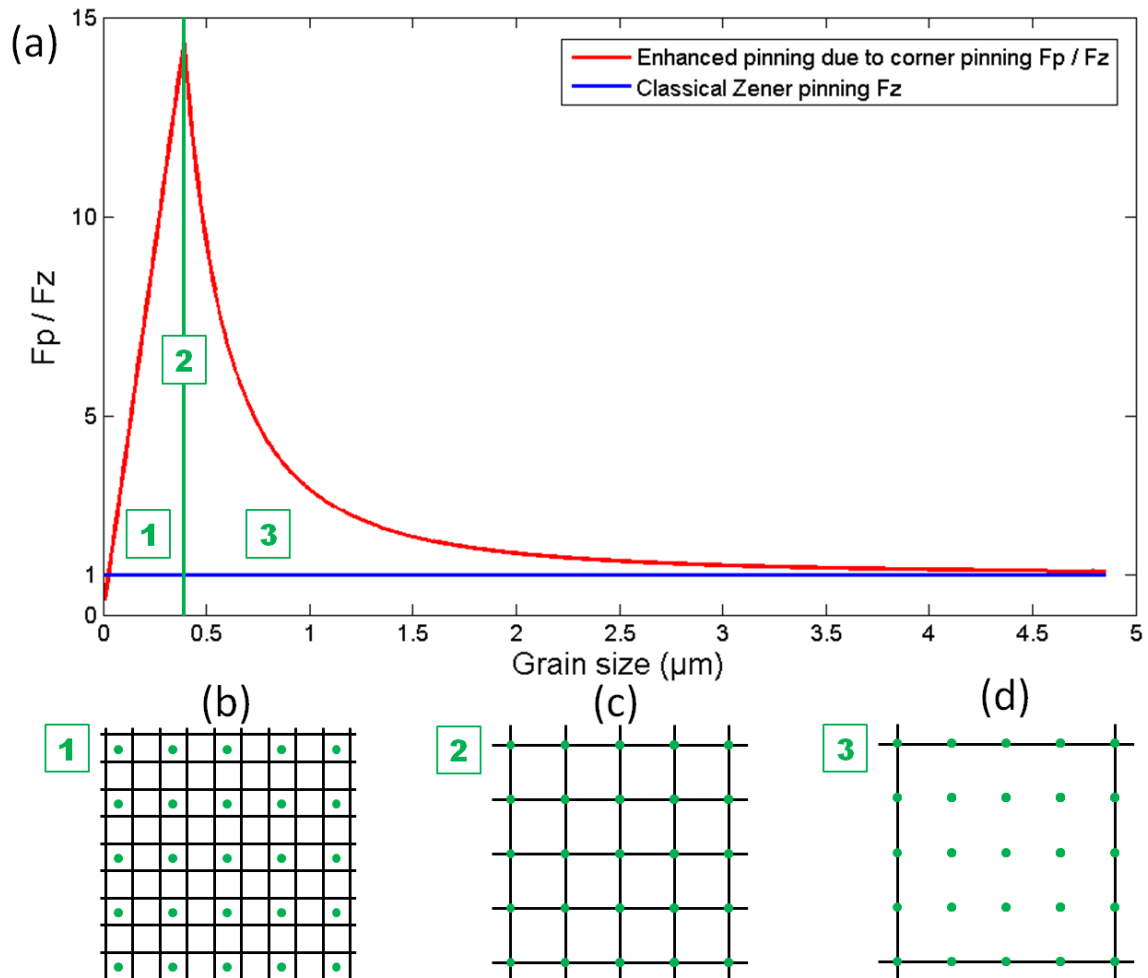 (a)
15
10
5
1
0
Fp / Fz
Enhanced pinning due to corner pinning Fp / Fz
Classical Zener pinning Fz
2
1
3
0 0.5 1 1.5 2 2.5 3 3.5 4 4.5 5
Grain size (µm)
(b)
(c)
(d)
1
2
3